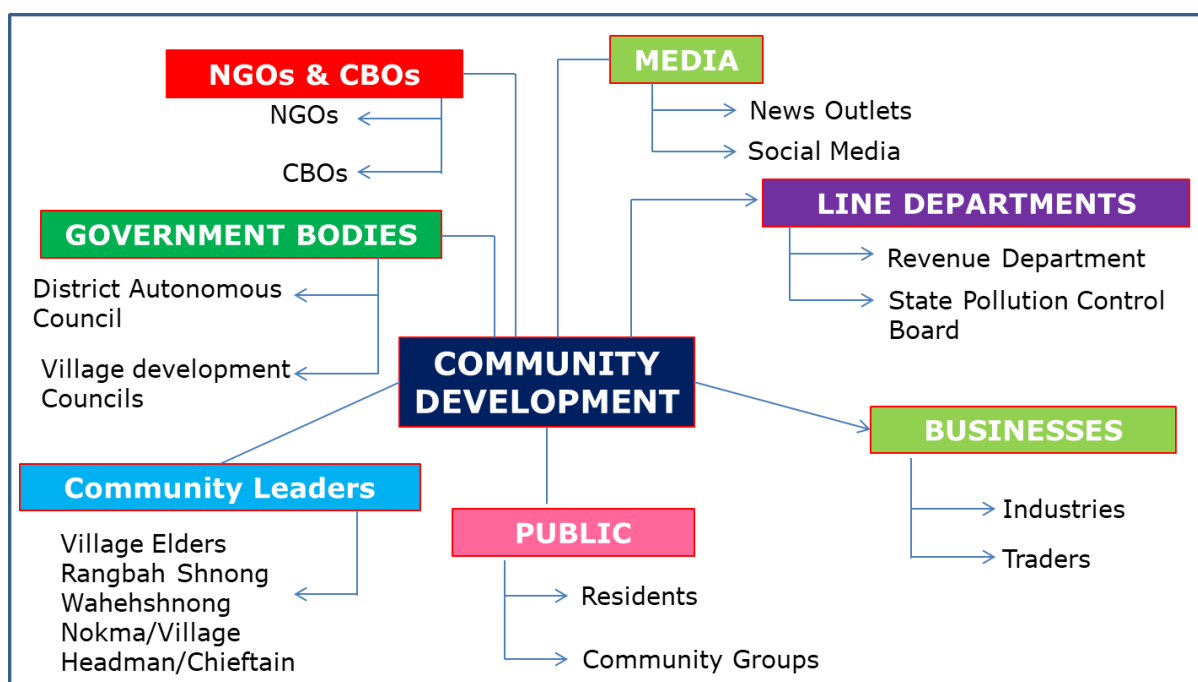 NGOs & CBOs
NGOs
CBOs
MEDIA
News Outlets
Social Media
LINE DEPARTMENTS
Revenue Department
State Pollution Control
Board
GOVERNMENT BODIES
District Autonomous
Council
Village development
Councils
COMMUNITY
DEVELOPMENT
BUSINESSES
Industries
Traders
Community Leaders
Village Elders
Rangbah Shnong
Wahehshnong
Nokma/Village
Headman/Chieftain
PUBLIC
Residents
Community Groups